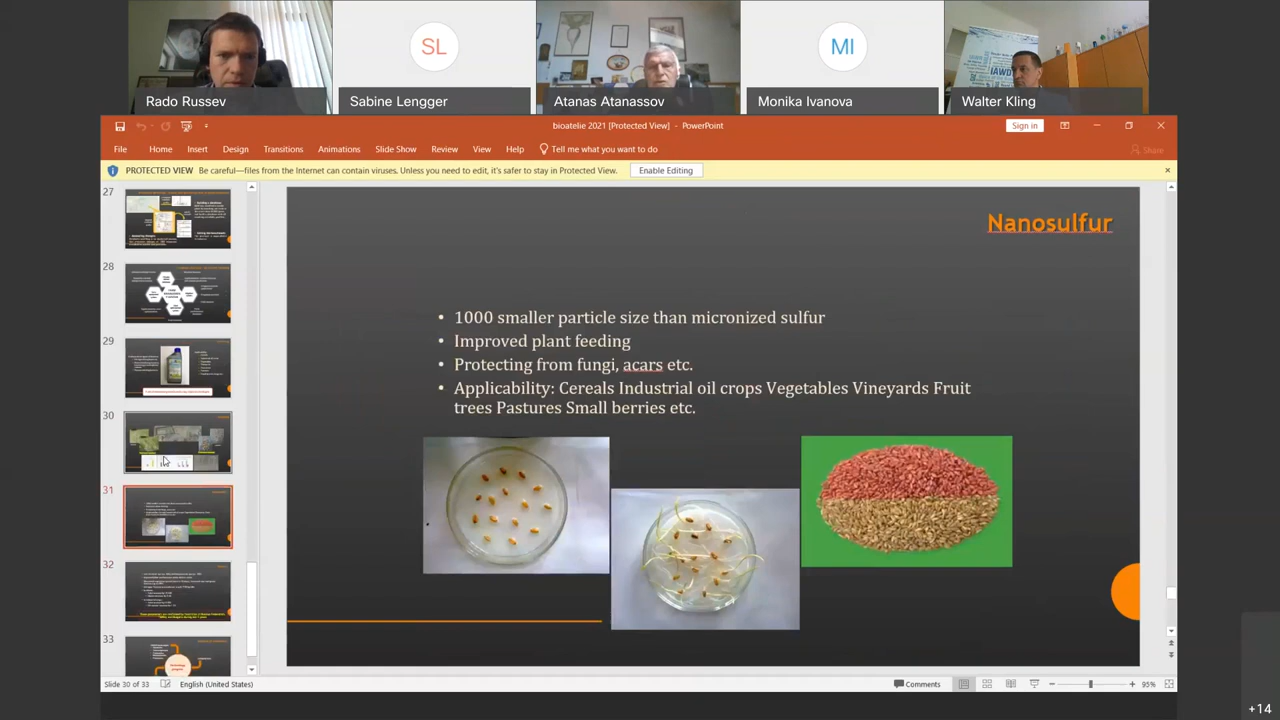 SL
MI
IAWD
Rado Russev
Sabine Lengger
Atanas Atanassov
Monika Ivanova
Walter Kling
bioatelie 2021 [Protected View] - PowerPoint
Sign in
File Home Insert Design Transitions Animations Slide Show Review View Help Tell me what you want to do
Share
PROTECTED VIEW Be careful—files from the Internet can contain viruses. Unless you need to edit, it's safer to stay in Protected View. Enable Editing
27
28
29
30
31
32
33
Nanosulfur
• 1000 smaller particle size than micronized sulfur
• Improved plant feeding
• Protecting from fungi, acars etc.
• Applicability: Cereals Industrial oil crops Vegetables Vineyards Fruit
trees Pastures Small berries etc.
Slide 30 of 33 English (United States)
Comments
95%
+14